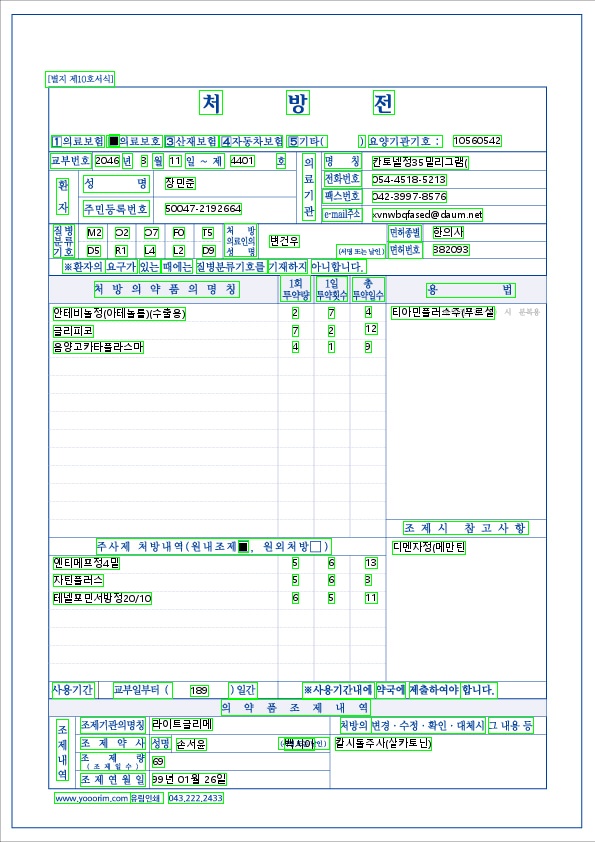 [별지 제10호서식]
처 방 전
1 의료보험 ■ 의료보호 3 산재보험 4 자동차보험 5 기타( ) 요양기관기호 : 10560542
교부번호 2046 년 8 월 11 일 ~ 제 4401 호
의료기관
명 칭 칸토넬정35밀리그램(
전화번호 054-4518-5213
팩스번호 042-3997-8576
e-mail주소 kvnwbqfased@daum.net
환자
성 명 장민준
주민등록번호 50047-2192664
질병분류기호 M2 O2 O7 F0 T5
D5 R1 L4 L2 D9
처 방 의료인의 성 명 변건우 (서명 또는 날인)
면허종별 한의사
면허번호 382093
※환자의 요구가 있는 때에는 질병분류기호를 기재하지 아니합니다.
처 방 의 약 품 의 명 칭 1회 투약량 1일 투약횟수 총 투약일수 용 법
안테비놀정(아테놀롤)(수출용) 2 7 4 티아민플러스주(푸르설 시 분복용
글리피코 7 2 12
음양고카타플라스마 4 1 9
조 제 시 참 고 사 항
주사제 처방내역(원내조제■, 원외처방□) 디멘자정(메만틴
엔티메프정4밀 5 6 13
자틴플러스 5 6 3
테넬포민서방정20/10 6 5 11
사용기간 교부일부터 ( 189 ) 일간 ※사용기간내에 약국에 제출하여야 합니다.
의 약 품 조 제 내 역
조제내역
조제기관의명칭 라이트글리메 처방의 변경·수정·확인·대체시 그 내용 등
조 제 약 사 성명 손서윤 칼시톨주사(살카토닌)
조 제 량 (조제일수) 69
조 제 연 월 일 99년 01월 26일
www.yooorim.com 유림인쇄 043.222.2433